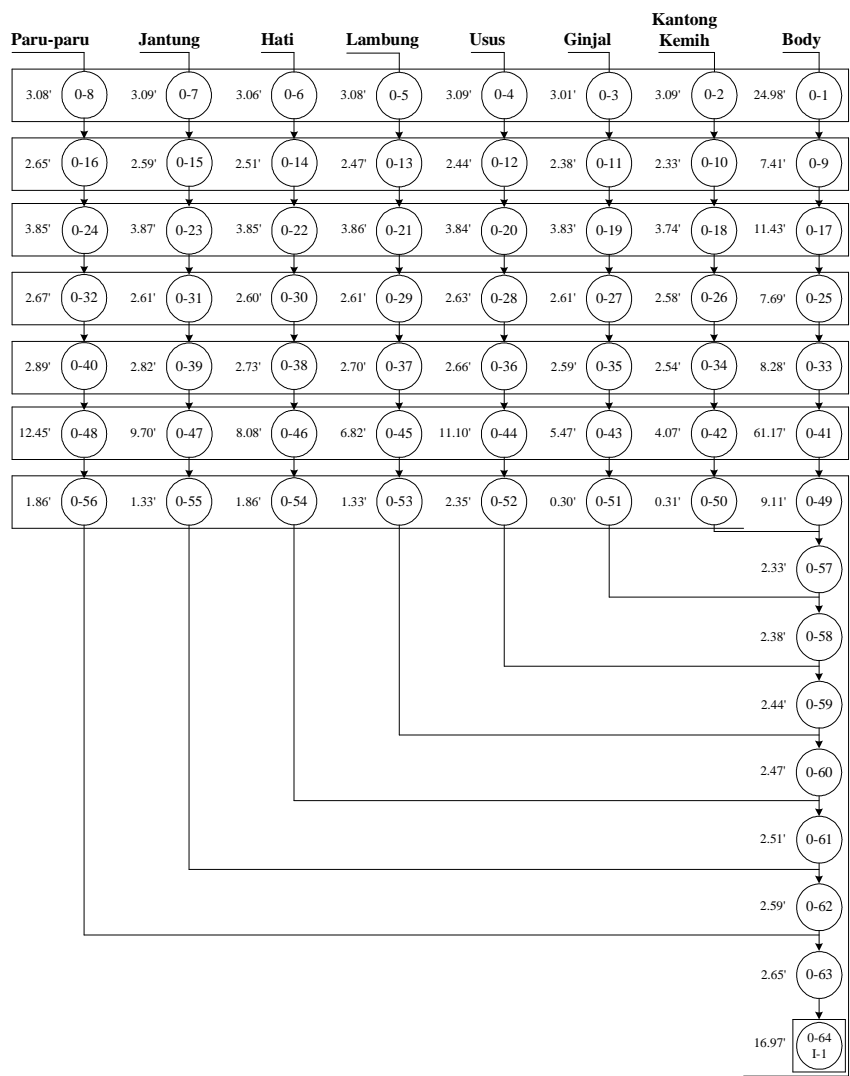 Paru-paru Jantung Hati Lambung Usus Ginjal Kantong Kemih Body
3.08' 0-8 3.09' 0-7 3.06' 0-6 3.08' 0-5 3.09' 0-4 3.01' 0-3 3.09' 0-2 24.98' 0-1
2.65' 0-16 2.59' 0-15 2.51' 0-14 2.47' 0-13 2.44' 0-12 2.38' 0-11 2.33' 0-10 7.41' 0-9
3.85' 0-24 3.87' 0-23 3.85' 0-22 3.86' 0-21 3.84' 0-20 3.83' 0-19 3.74' 0-18 11.43' 0-17
2.67' 0-32 2.61' 0-31 2.60' 0-30 2.61' 0-29 2.63' 0-28 2.61' 0-27 2.58' 0-26 7.69' 0-25
2.89' 0-40 2.82' 0-39 2.73' 0-38 2.70' 0-37 2.66' 0-36 2.59' 0-35 2.54' 0-34 8.28' 0-33
12.45' 0-48 9.70' 0-47 8.08' 0-46 6.82' 0-45 11.10' 0-44 5.47' 0-43 4.07' 0-42 61.17' 0-41
1.86' 0-56 1.33' 0-55 1.86' 0-54 1.33' 0-53 2.35' 0-52 0.30' 0-51 0.31' 0-50 9.11' 0-49
2.33' 0-57
2.38' 0-58
2.44' 0-59
2.47' 0-60
2.51' 0-61
2.59' 0-62
2.65' 0-63
16.97' 0-64
I-1